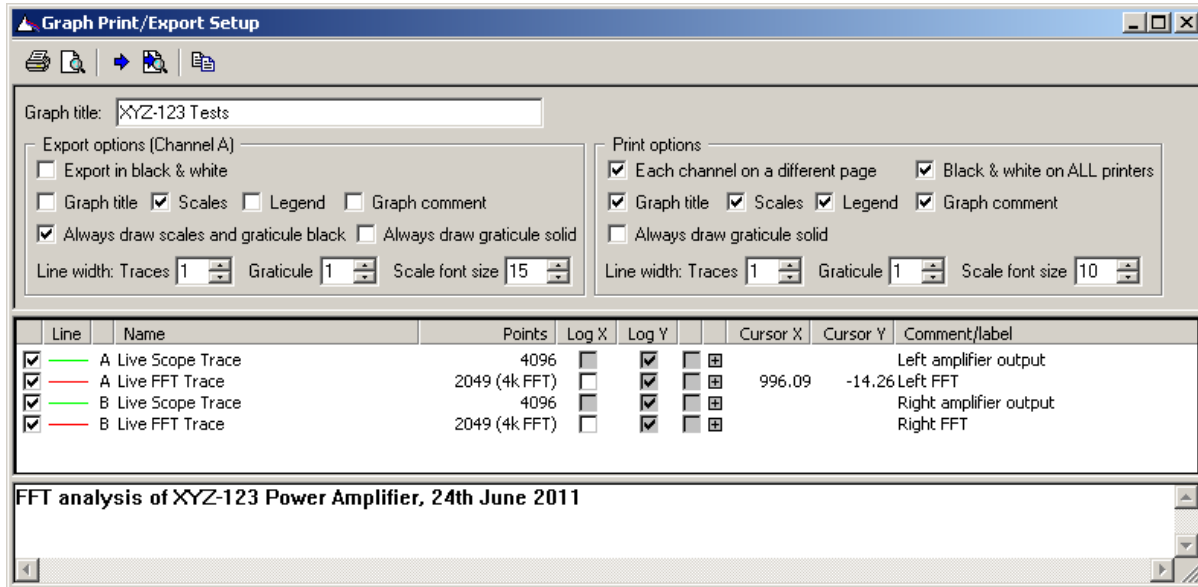 Graph Print/Export Setup
Graph title: XYZ-123 Tests
Export options (Channel A)
Export in black & white
Graph title Scales Legend Graph comment
Always draw scales and graticule black Always draw graticule solid
Line width: Traces 1 Graticule 1 Scale font size 15
Print options
Each channel on a different page Black & white on ALL printers
Graph title Scales Legend Graph comment
Always draw graticule solid
Line width: Traces 1 Graticule 1 Scale font size 10
Line Name Points Log X Log Y Cursor X Cursor Y Comment/label
A Live Scope Trace 4096 Left amplifier output
A Live FFT Trace 2049 (4k FFT) 996.09 -14.26 Left FFT
B Live Scope Trace 4096 Right amplifier output
B Live FFT Trace 2049 (4k FFT) Right FFT
FFT analysis of XYZ-123 Power Amplifier, 24th June 2011